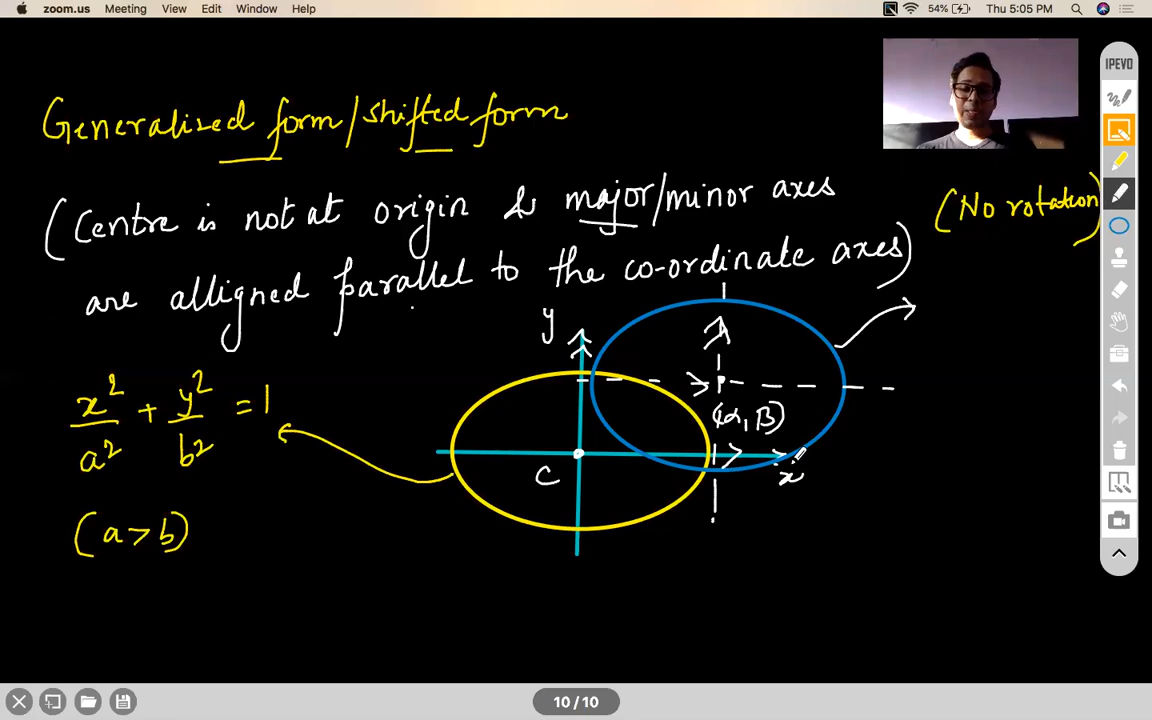 zoom.us Meeting View Edit Window Help
54% Thu 5:05 PM
IPEVO
Generalized form/shifted form
(Centre is not at origin & major/minor axes
are alligned parallel to the co-ordinate axes)
(No rotation)
y
x²/a² + y²/b² = 1
(α, β)
C
x
(a > b)
10 / 10